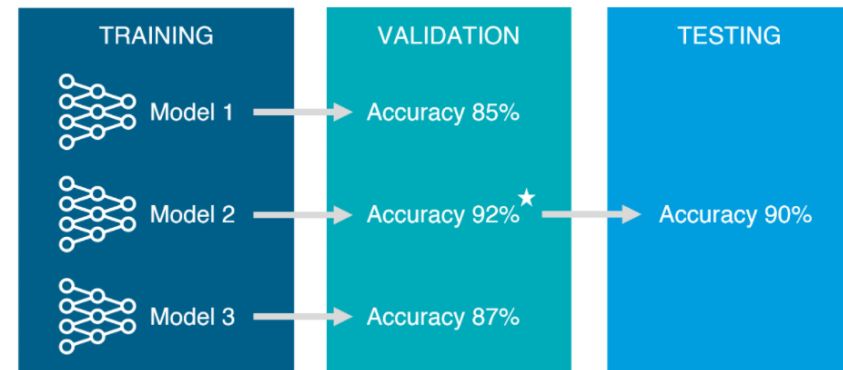 TRAINING
VALIDATION
TESTING
Model 1
Accuracy 85%
Model 2
Accuracy 92%
Accuracy 90%
Model 3
Accuracy 87%